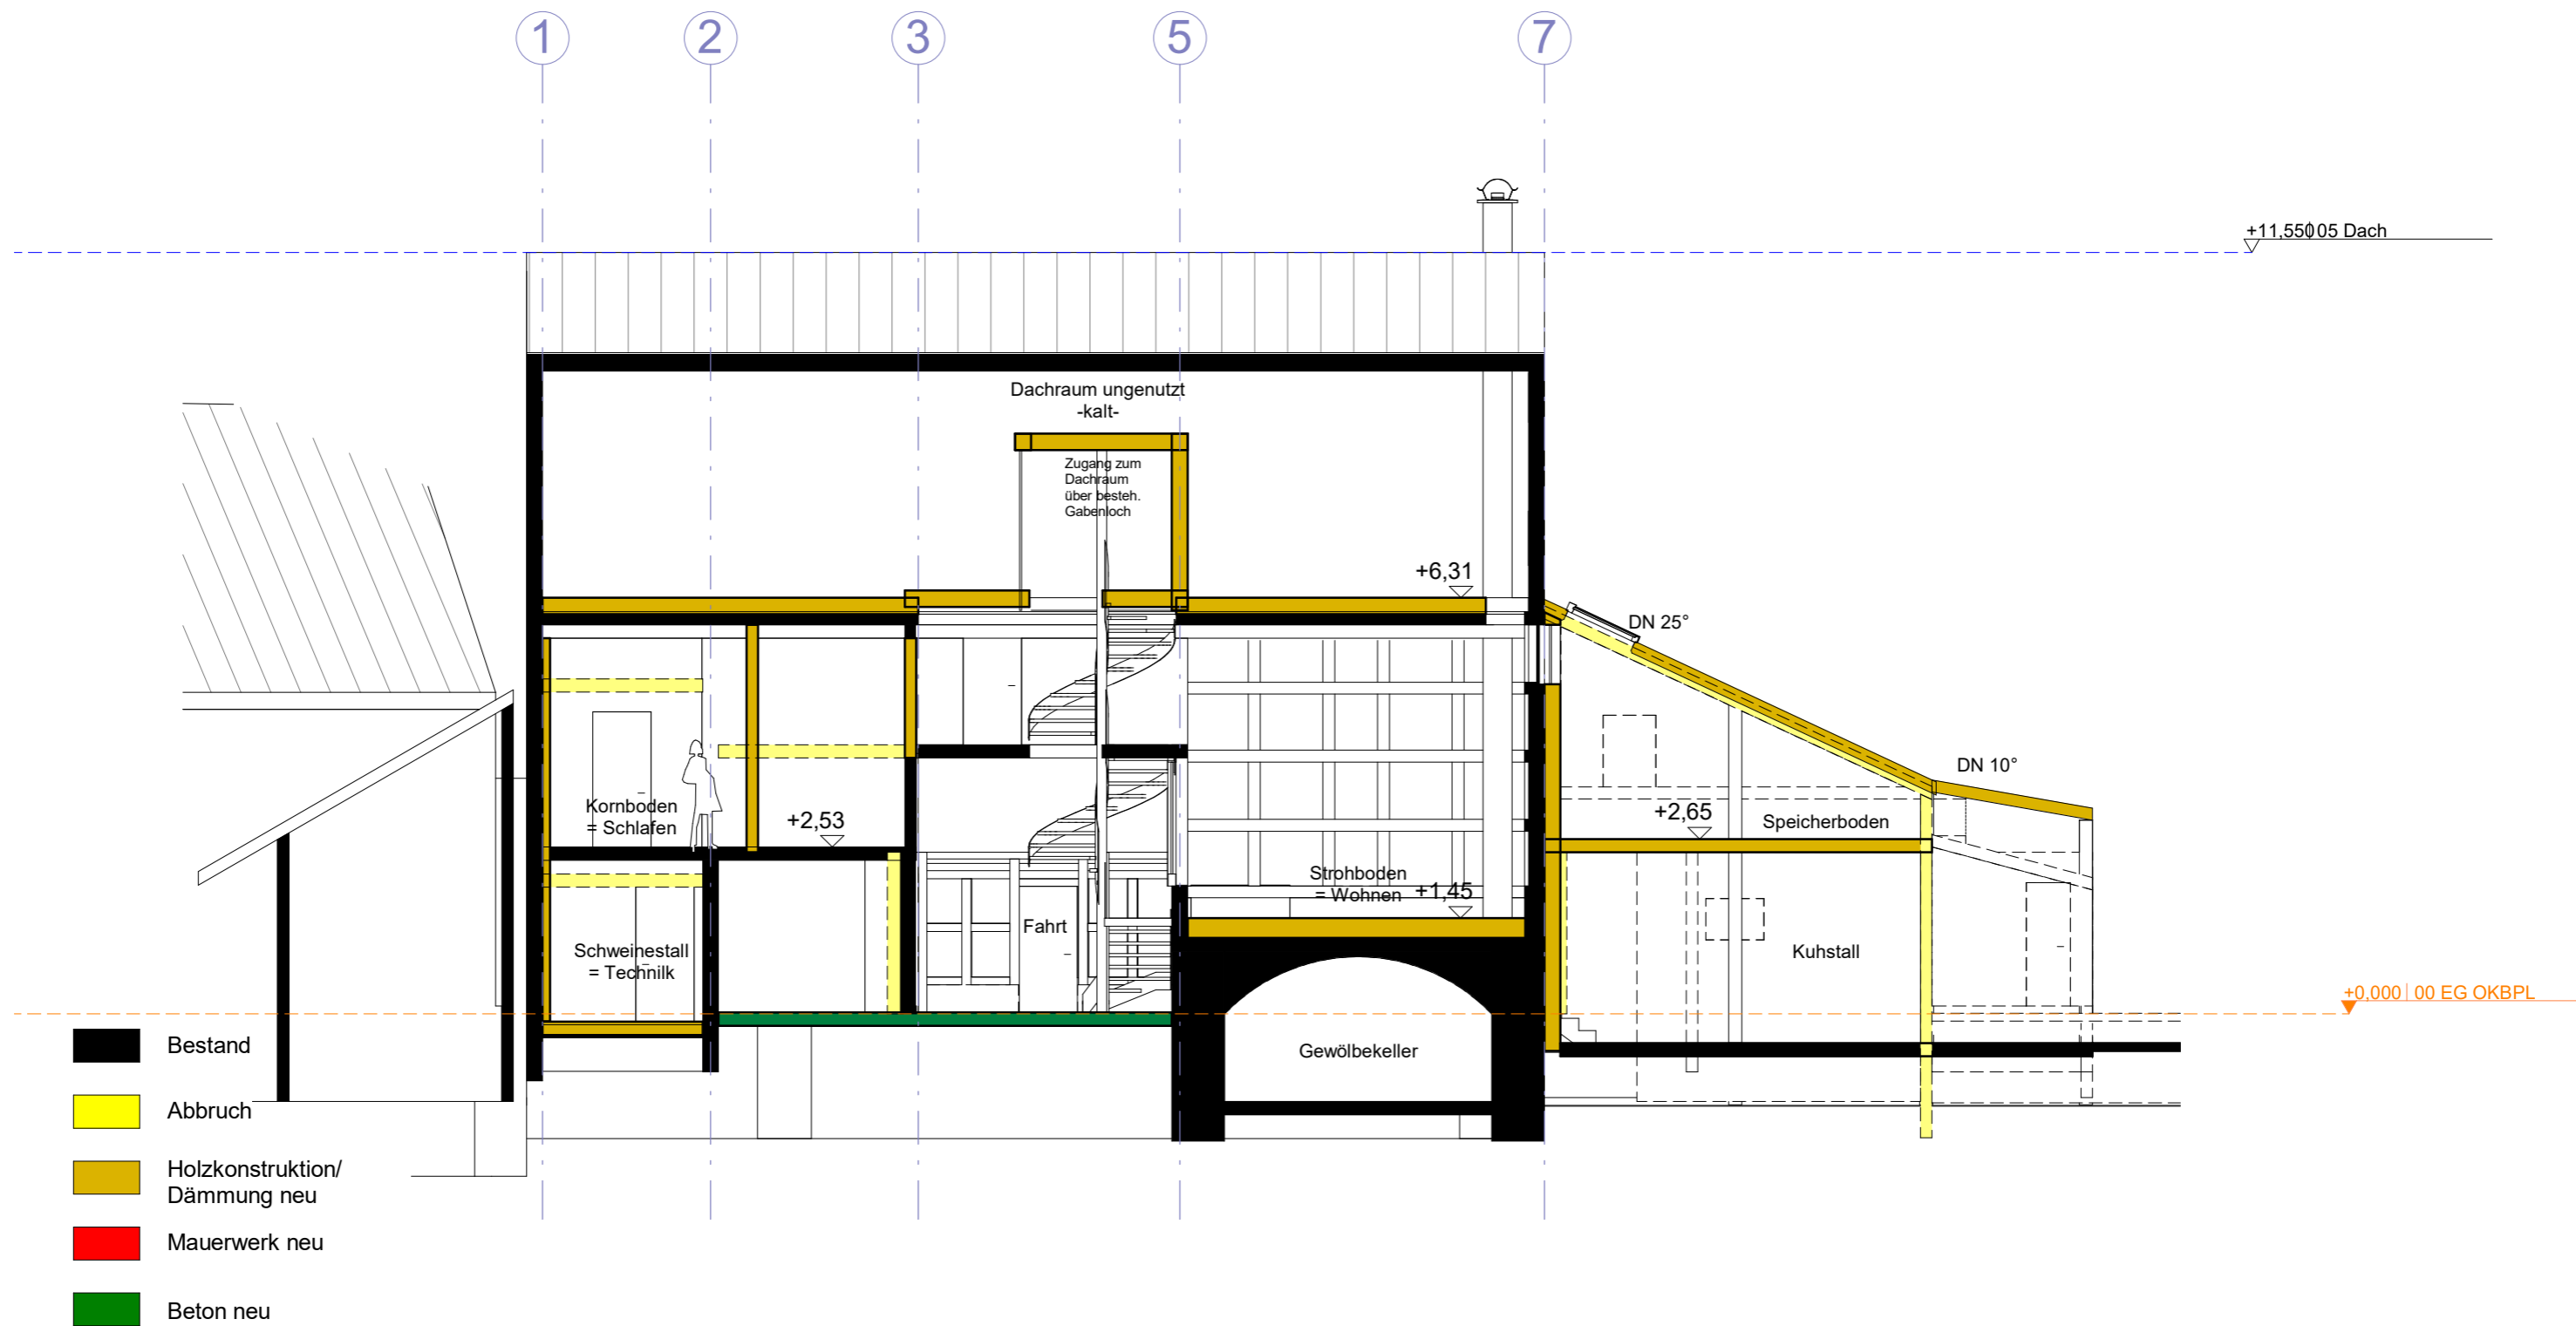 1
2
3
5
7
+11,550 05 Dach
Dachraum ungenutzt
-kalt-
Zugang zum
Dachraum
über besteh.
Gabenloch
+6,31
DN 25°
DN 10°
Kornboden
= Schlafen
+2,53
+2,65
Speicherboden
Strohboden
= Wohnen
+1,45
Fahrt
Schweinestall
= Technilk
Kuhstall
+0,000 00 EG OKBPL
Gewölbekeller
Bestand
Abbruch
Holzkonstruktion/
Dämmung neu
Mauerwerk neu
Beton neu